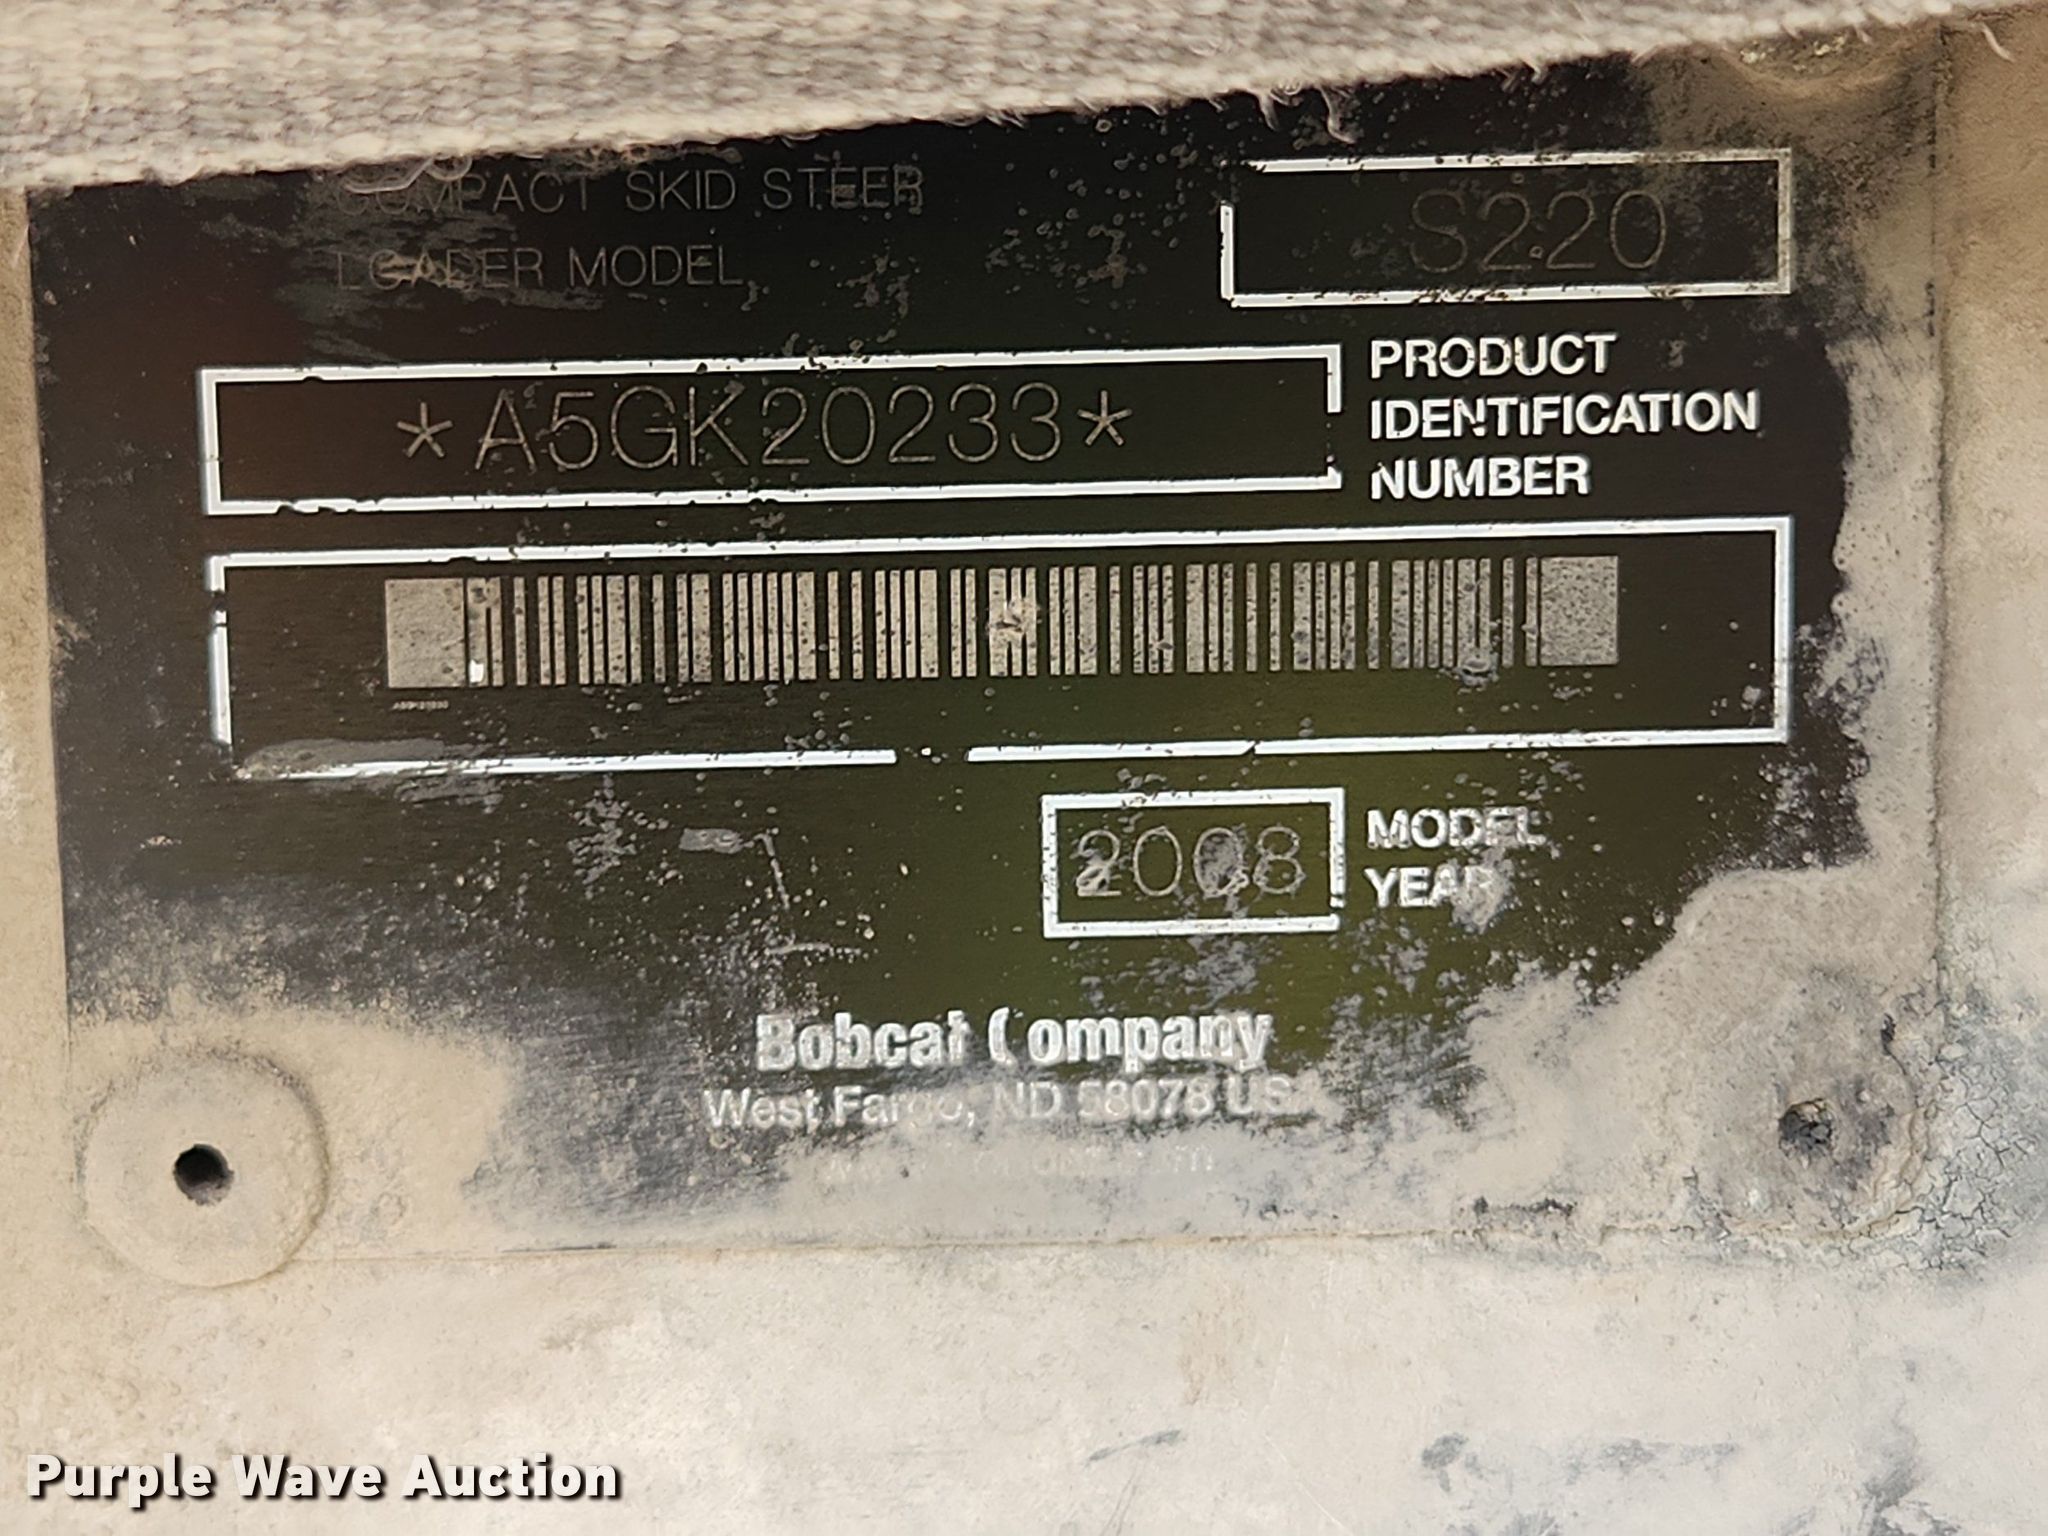 COMPACT SKID STEER
LOADER MODEL
S220
*A5GK20233*
PRODUCT
IDENTIFICATION
NUMBER
2008
MODEL
YEAR
Bobcat Company
West Fargo, ND 58078 USA
Purple Wave Auction